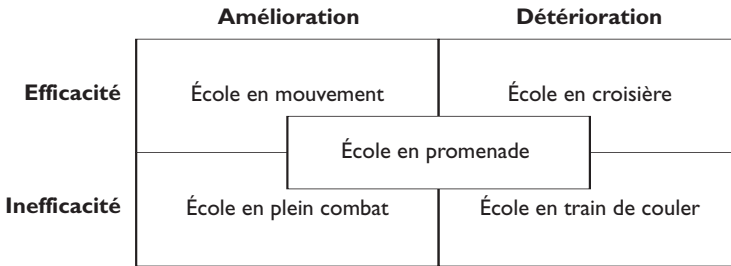 Amélioration Détérioration
Efficacité École en mouvement École en croisière
École en promenade
Inefficacité École en plein combat École en train de couler